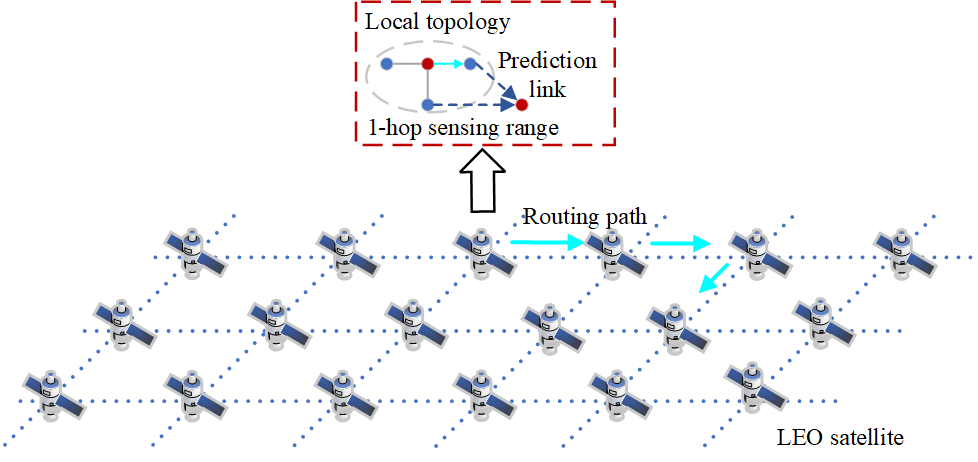 Local topology
Prediction
link
1-hop sensing range
Routing path
LEO satellite